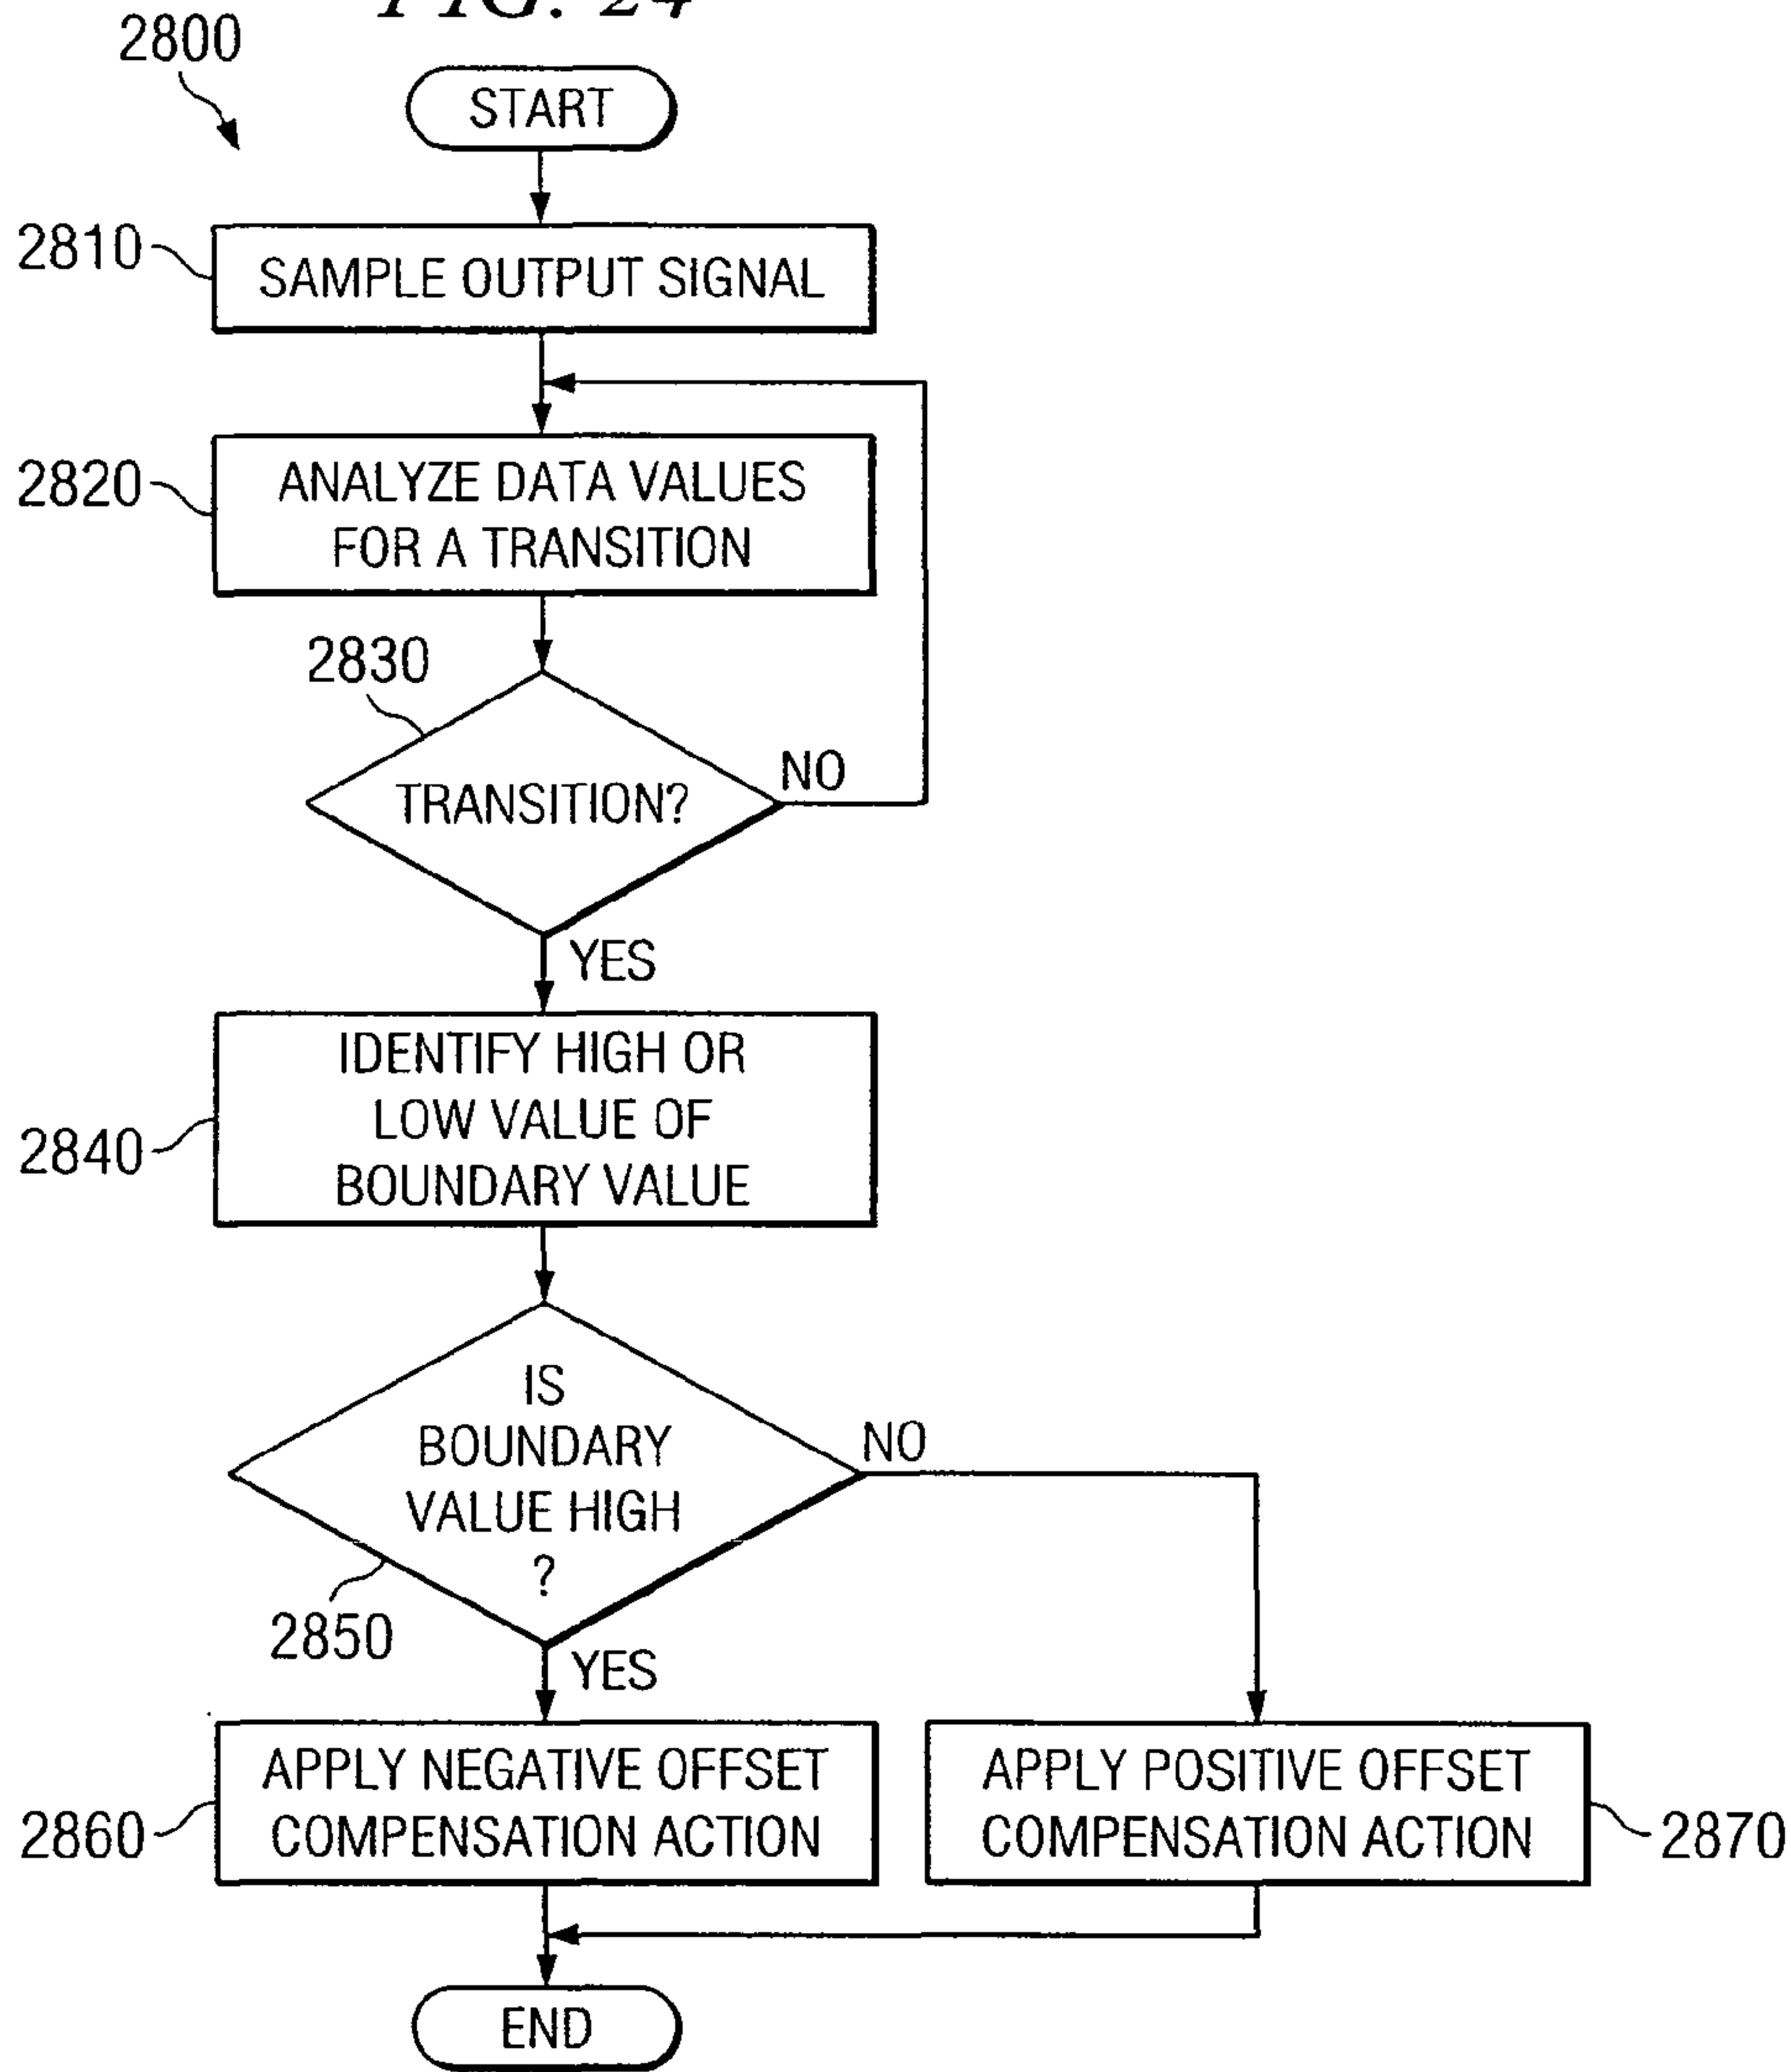 FIG. 24
2800
START
2810
SAMPLE OUTPUT SIGNAL
2820
ANALYZE DATA VALUES
FOR A TRANSITION
2830
TRANSITION?
NO
YES
2840
IDENTIFY HIGH OR
LOW VALUE OF
BOUNDARY VALUE
IS
BOUNDARY
VALUE HIGH
?
NO
2850
YES
2860
APPLY NEGATIVE OFFSET
COMPENSATION ACTION
APPLY POSITIVE OFFSET
COMPENSATION ACTION
2870
END